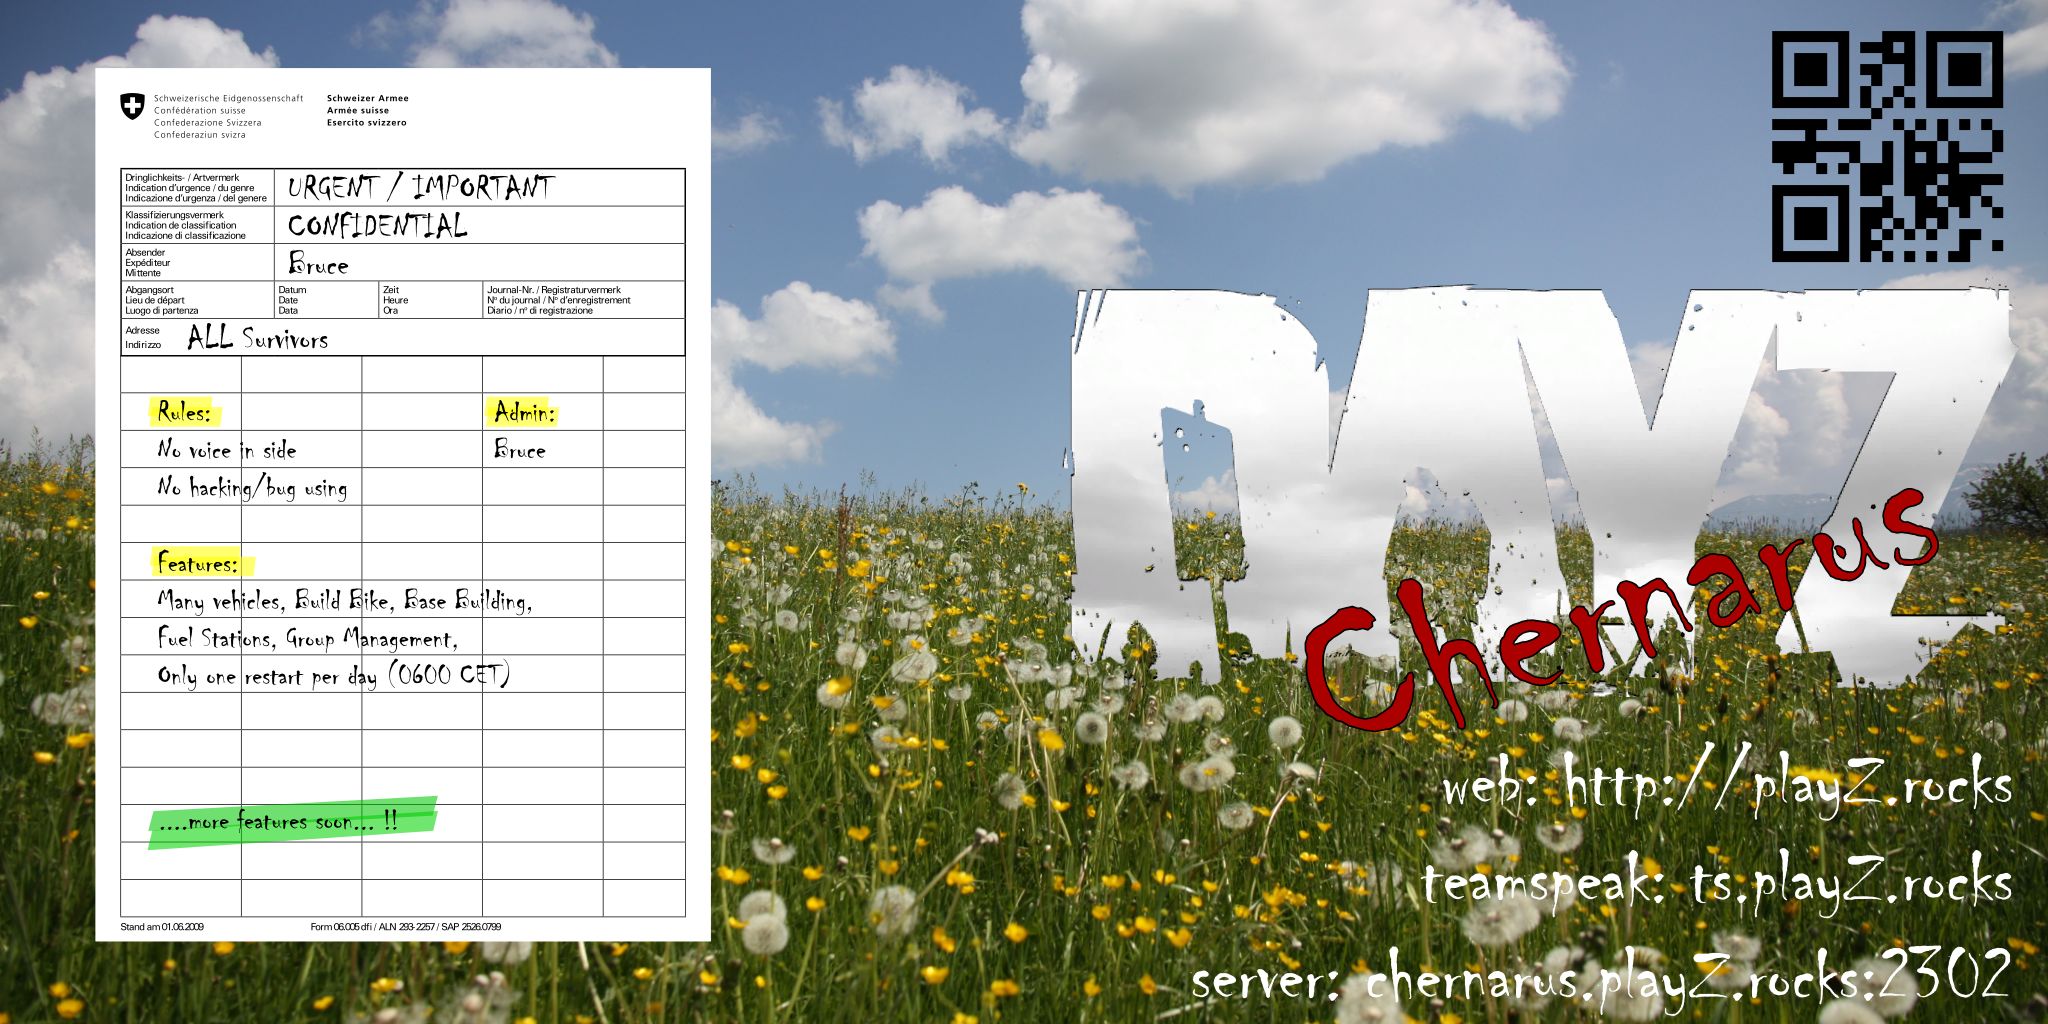 Schweizerische Eidgenossenschaft
Confédération suisse
Confederazione Svizzera
Confederaziun svizra
Schweizer Armee
Armée suisse
Esercito svizzero
Dringlichkeits- / Artvermerk
Indication d'urgence / du genre
Indicazione d'urgenza / del genere
URGENT / IMPORTANT
Klassifizierungsvermerk
Indication de classification
Indicazione di classificazione
CONFIDENTIAL
Absender
Expéditeur
Mittente
Bruce
Abgangsort
Lieu de départ
Luogo di partenza
Datum
Date
Data
Zeit
Heure
Ora
Journal-Nr. / Registraturvermerk
N° du journal / N° d'enregistrement
Diario / n° di registrazione
Adresse
Indirizzo
ALL Survivors
Rules:
Admin:
No voice in side
Bruce
No hacking/bug using
Features:
Many vehicles, Build Bike, Base Building,
Fuel Stations, Group Management,
Only one restart per day (0600 CET)
....more features soon... !!
Stand am 01.06.2009
Form 06.005 dfi / ALN 293-2257 / SAP 2526.0799
DAYZ
Chernarus
web: http://playZ.rocks
teamspeak: ts.playZ.rocks
server: chernarus.playZ.rocks:2302